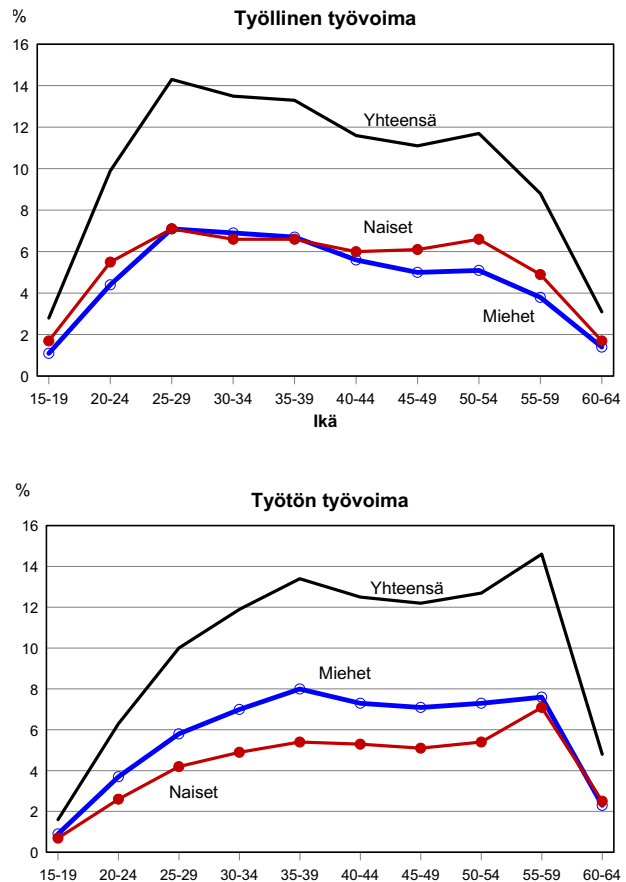 %
Työllinen työvoima
16
14
12
10
8
6
4
2
0
Yhteensä
Naiset
Miehet
15-19 20-24 25-29 30-34 35-39 40-44 45-49 50-54 55-59 60-64
Ikä
%
Työtön työvoima
16
14
12
10
8
6
4
2
0
Yhteensä
Miehet
Naiset
15-19 20-24 25-29 30-34 35-39 40-44 45-49 50-54 55-59 60-64